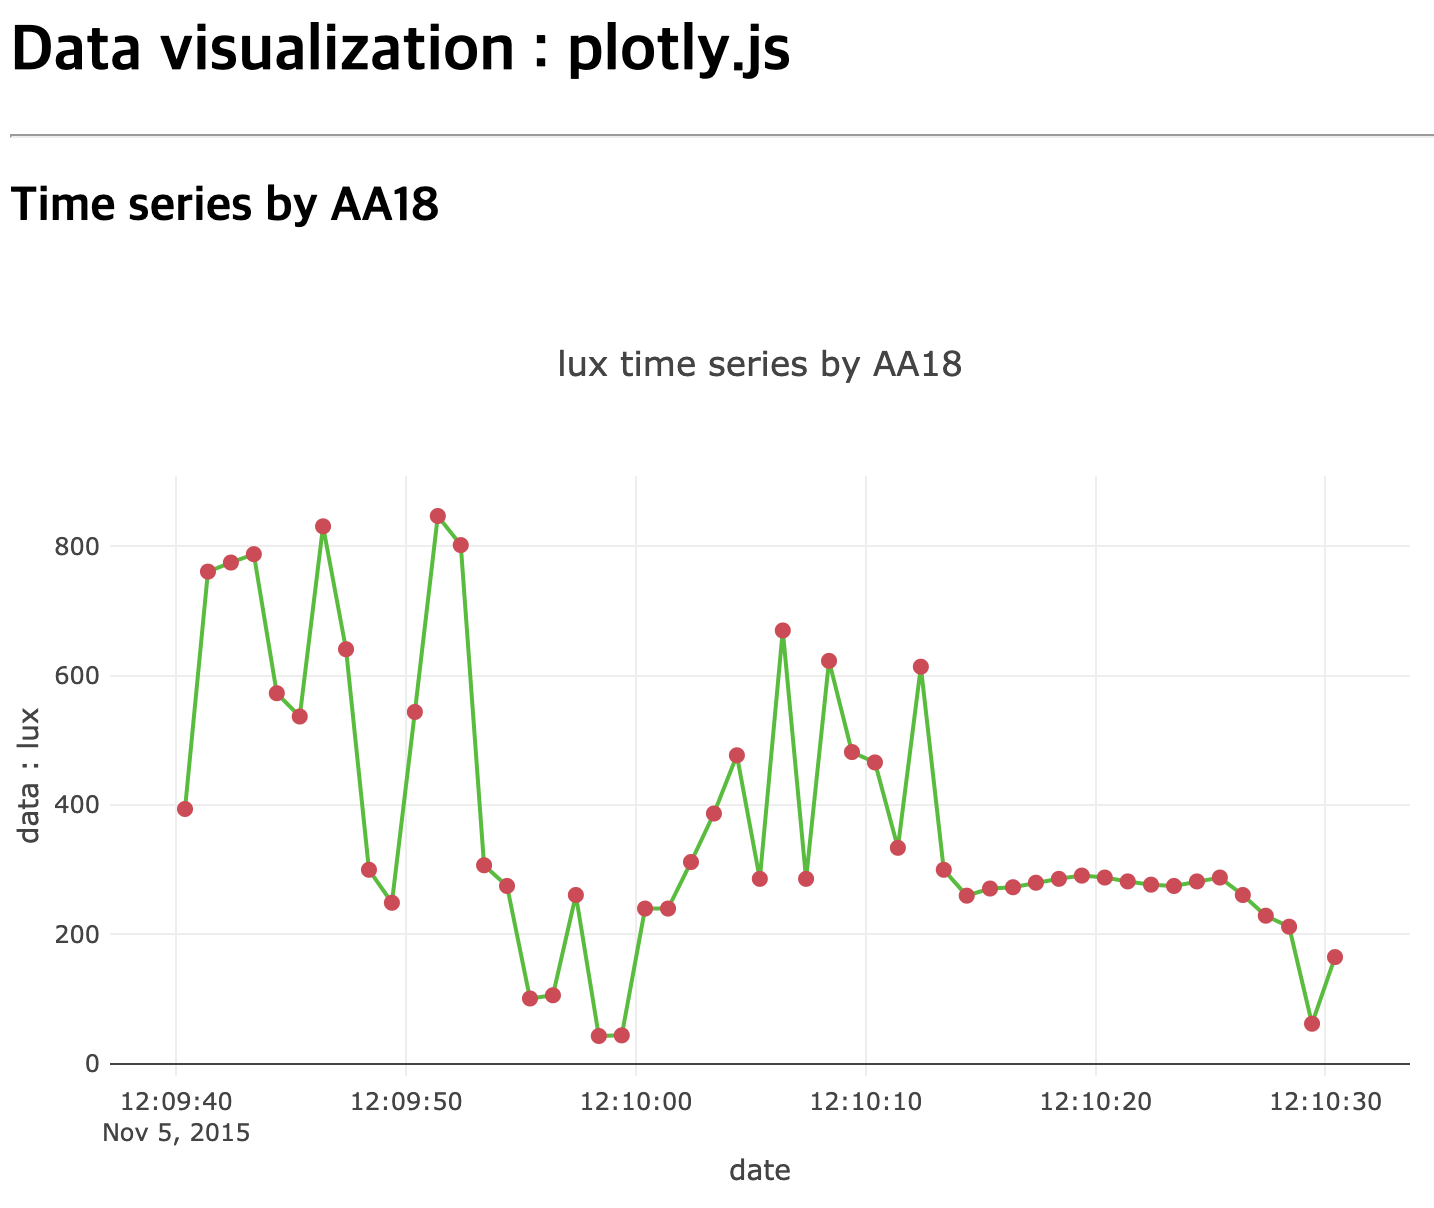 Data visualization : plotly.js
Time series by AA18
lux time series by AA18
800
600
400
200
0
data : lux
12:09:40 12:09:50 12:10:00 12:10:10 12:10:20 12:10:30
Nov 5, 2015
date